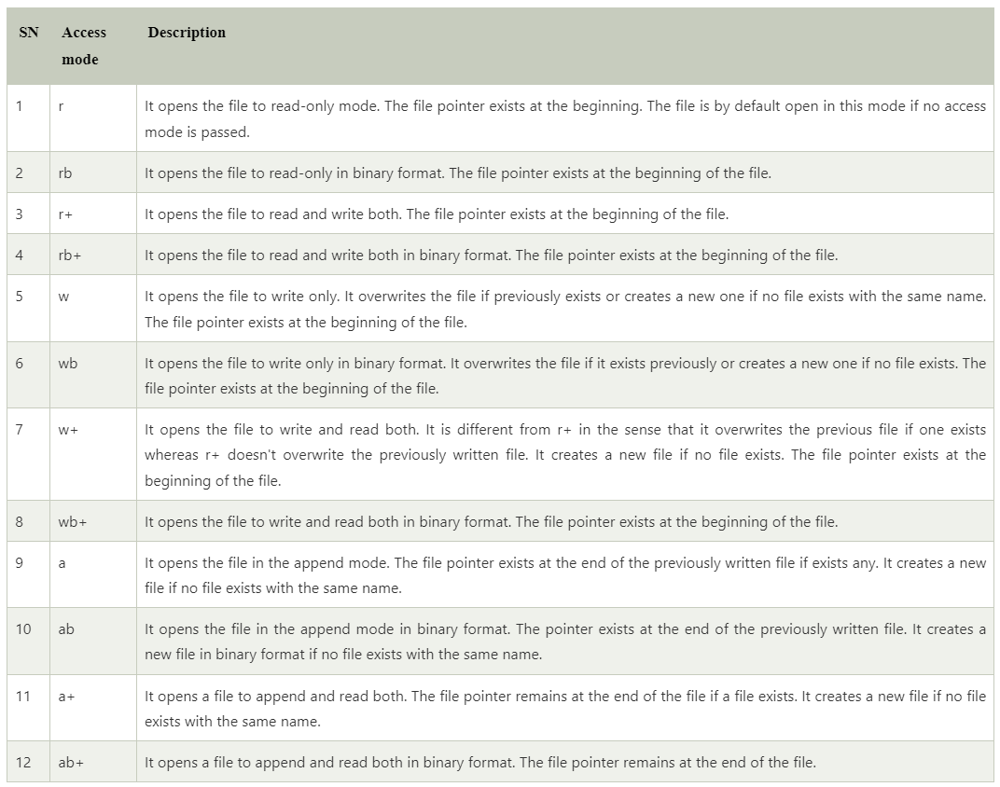 SN Access Description
mode
1 r It opens the file to read-only mode. The file pointer exists at the beginning. The file is by default open in this mode if no access
mode is passed.
2 rb It opens the file to read-only in binary format. The file pointer exists at the beginning of the file.
3 r+ It opens the file to read and write both. The file pointer exists at the beginning of the file.
4 rb+ It opens the file to read and write both in binary format. The file pointer exists at the beginning of the file.
5 w It opens the file to write only. It overwrites the file if previously exists or creates a new one if no file exists with the same name.
The file pointer exists at the beginning of the file.
6 wb It opens the file to write only in binary format. It overwrites the file if it exists previously or creates a new one if no file exists. The
file pointer exists at the beginning of the file.
7 w+ It opens the file to write and read both. It is different from r+ in the sense that it overwrites the previous file if one exists
whereas r+ doesn't overwrite the previously written file. It creates a new file if no file exists. The file pointer exists at the
beginning of the file.
8 wb+ It opens the file to write and read both in binary format. The file pointer exists at the beginning of the file.
9 a It opens the file in the append mode. The file pointer exists at the end of the previously written file if exists any. It creates a new
file if no file exists with the same name.
10 ab It opens the file in the append mode in binary format. The pointer exists at the end of the previously written file. It creates a
new file in binary format if no file exists with the same name.
11 a+ It opens a file to append and read both. The file pointer remains at the end of the file if a file exists. It creates a new file if no file
exists with the same name.
12 ab+ It opens a file to append and read both in binary format. The file pointer remains at the end of the file.